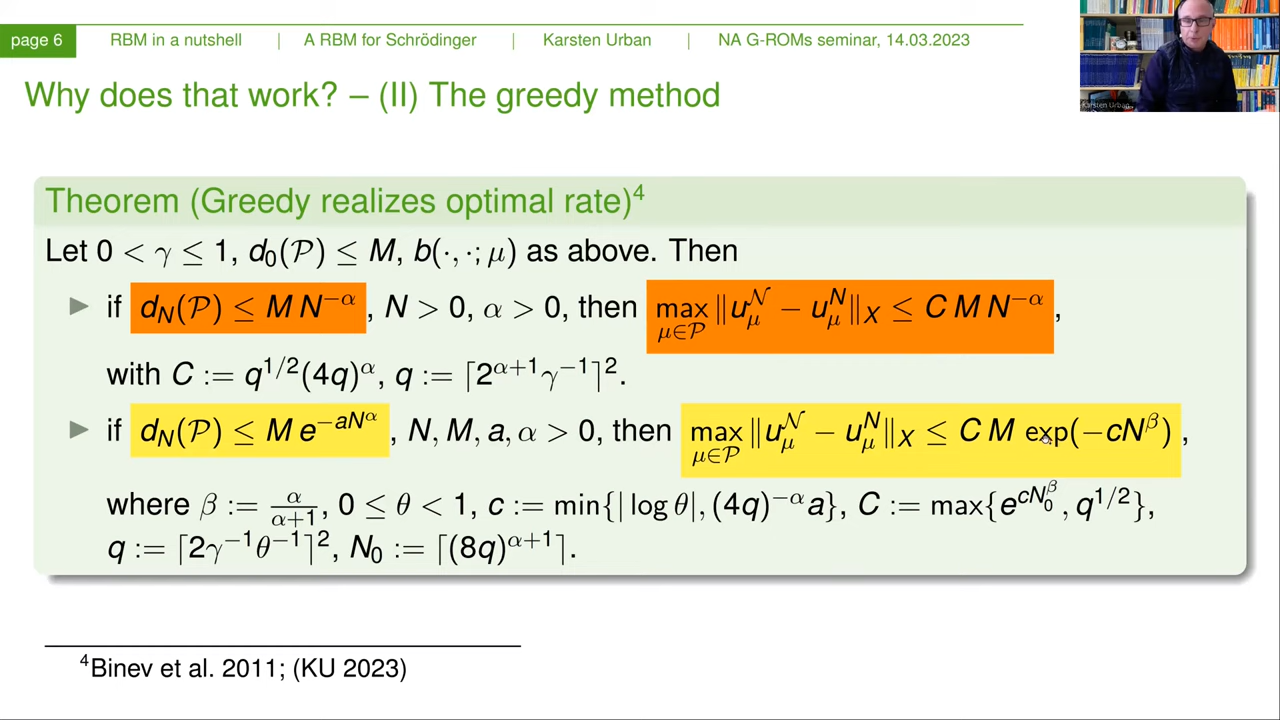 page 6 RBM in a nutshell | A RBM for Schrödinger | Karsten Urban | NA G-ROMs seminar, 14.03.2023
Karsten Urban
Why does that work? – (II) The greedy method
Theorem (Greedy realizes optimal rate)⁴
Let 0 < γ ≤ 1, d₀(𝒫) ≤ M, b(·, ·; μ) as above. Then
▶ if d_N(𝒫) ≤ M N^{−α}, N > 0, α > 0, then max_{μ∈𝒫} ‖u_μ^𝒩 − u_μ^N‖_X ≤ C M N^{−α},
with C := q^{1/2}(4q)^α, q := ⌈2^{α+1}γ^{−1}⌉².
▶ if d_N(𝒫) ≤ M e^{−aN^α}, N, M, a, α > 0, then max_{μ∈𝒫} ‖u_μ^𝒩 − u_μ^N‖_X ≤ C M exp(−cN^β),
where β := α/(α+1), 0 ≤ θ < 1, c := min{|log θ|, (4q)^{−α}a}, C := max{e^{cN_0^β}, q^{1/2}},
q := ⌈2γ^{−1}θ^{−1}⌉², N₀ := ⌈(8q)^{α+1}⌉.
⁴Binev et al. 2011; (KU 2023)